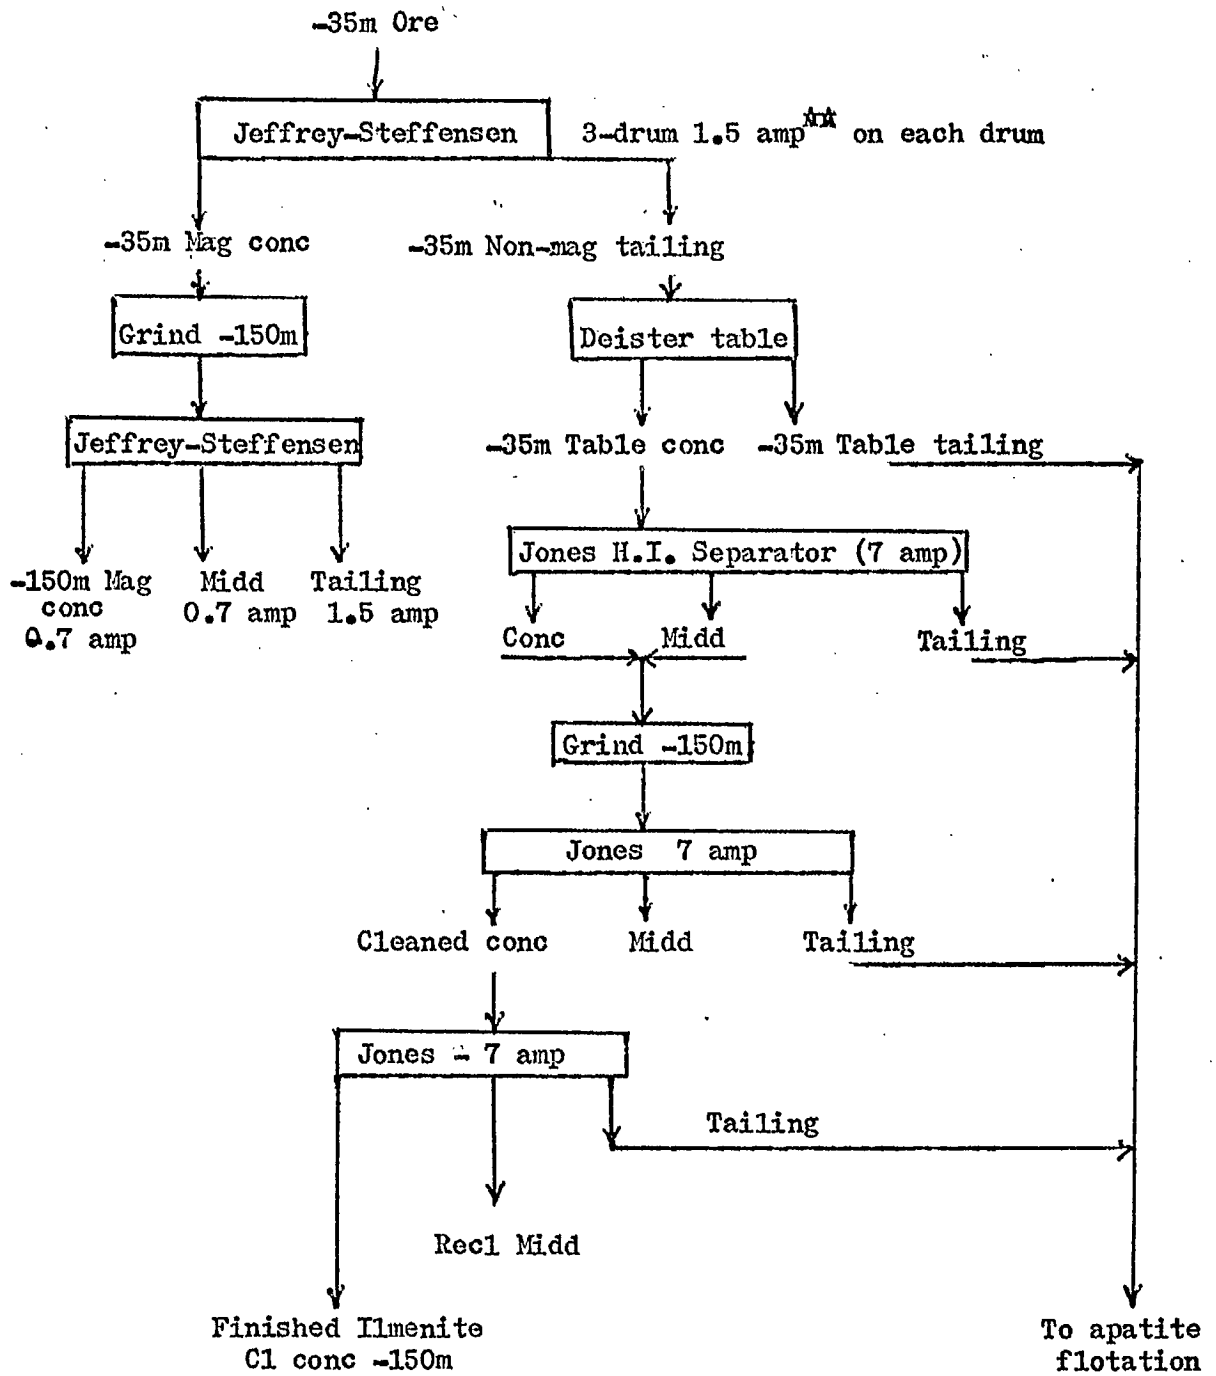 -35m Ore
Jeffrey-Steffensen
3-drum 1.5 amp** on each drum
-35m Mag conc
-35m Non-mag tailing
Grind -150m
Deister table
Jeffrey-Steffensen
-35m Table conc
-35m Table tailing
Jones H.I. Separator (7 amp)
-150m Mag
conc
0.7 amp
Midd
0.7 amp
Tailing
1.5 amp
Conc
Midd
Tailing
Grind -150m
Jones 7 amp
Cleaned conc
Midd
Tailing
Jones - 7 amp
Tailing
Recl Midd
Finished Ilmenite
Cl conc -150m
To apatite
flotation